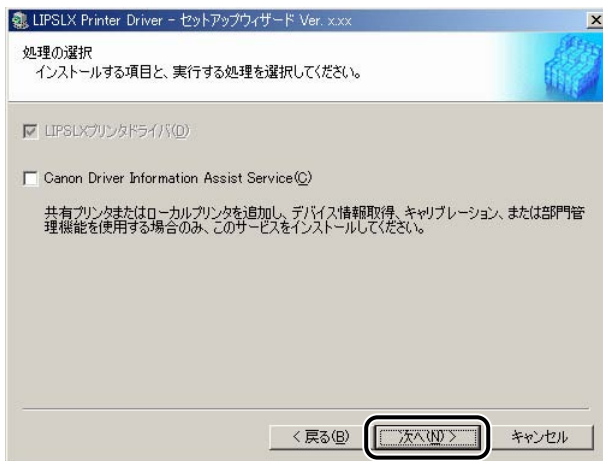 LIPSLX Printer Driver - セットアップウィザード Ver. x.xx
処理の選択
インストールする項目と、実行する処理を選択してください。
LIPSLXプリンタドライバ(D)
Canon Driver Information Assist Service(C)
共有プリンタまたはローカルプリンタを追加し、デバイス情報取得、キャリブレーション、または部門管
理機能を使用する場合のみ、このサービスをインストールしてください。
< 戻る(B)
次へ(N) >
キャンセル